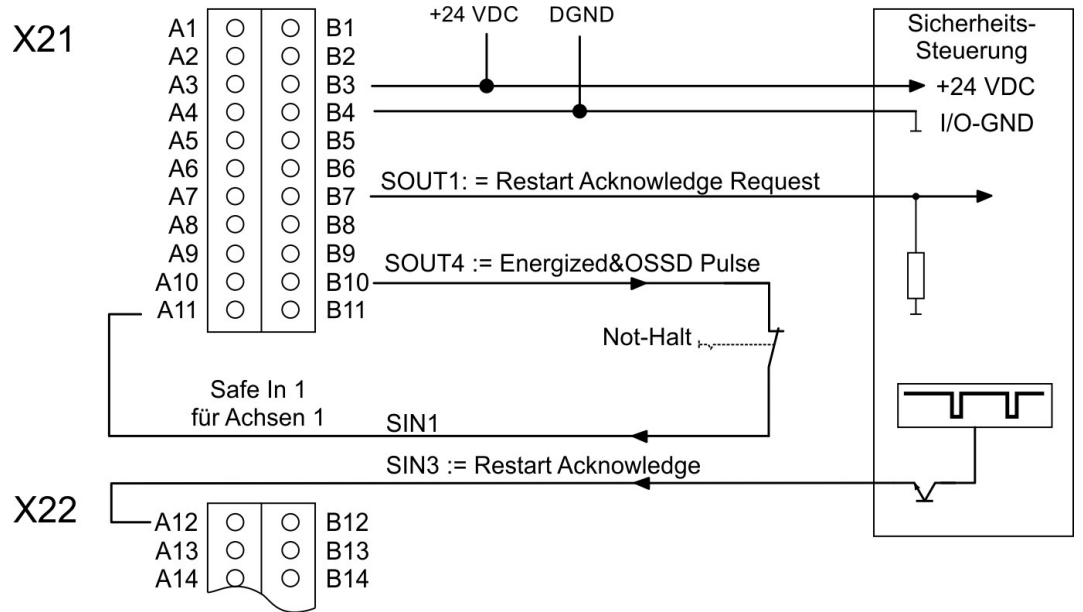 +24 VDC DGND
X21
A1 B1
A2 B2
A3 B3
A4 B4
A5 B5
A6 B6
A7 B7
A8 B8
A9 B9
A10 B10
A11 B11
Sicherheits-
Steuerung
+24 VDC
I/O-GND
SOUT1: = Restart Acknowledge Request
SOUT4 := Energized&OSSD Pulse
Not-Halt
Safe In 1
für Achsen 1
SIN1
SIN3 := Restart Acknowledge
X22
A12 B12
A13 B13
A14 B14